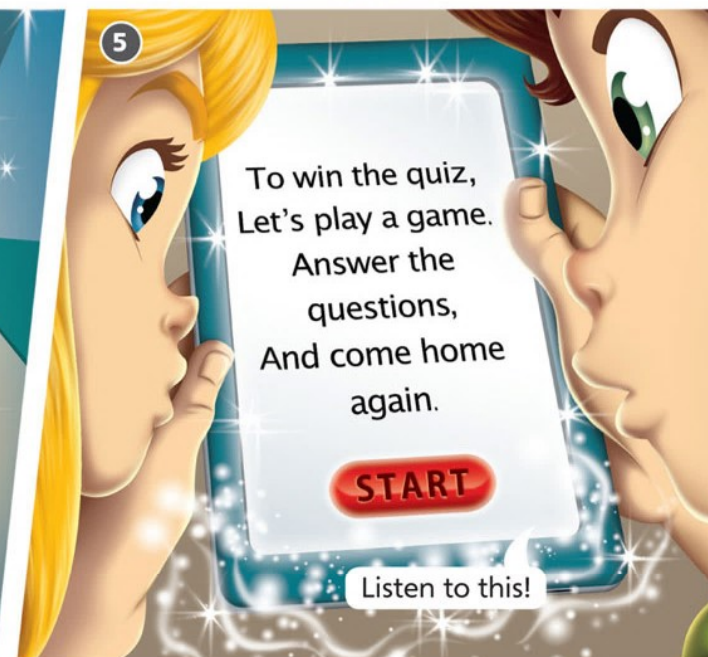 5
To win the quiz,
Let's play a game.
Answer the
questions,
And come home
again.
START
Listen to this!